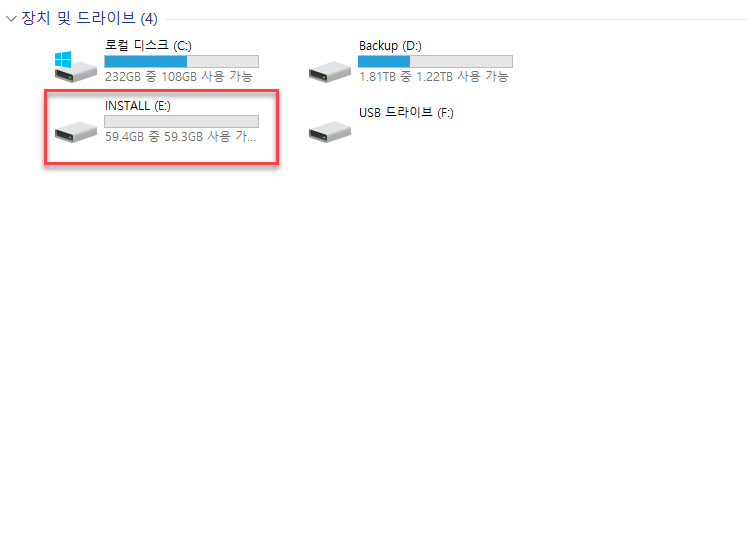 장치 및 드라이브 (4)
로컬 디스크 (C:)
232GB 중 108GB 사용 가능
Backup (D:)
1.81TB 중 1.22TB 사용 가능
INSTALL (E:)
59.4GB 중 59.3GB 사용 가...
USB 드라이브 (F:)